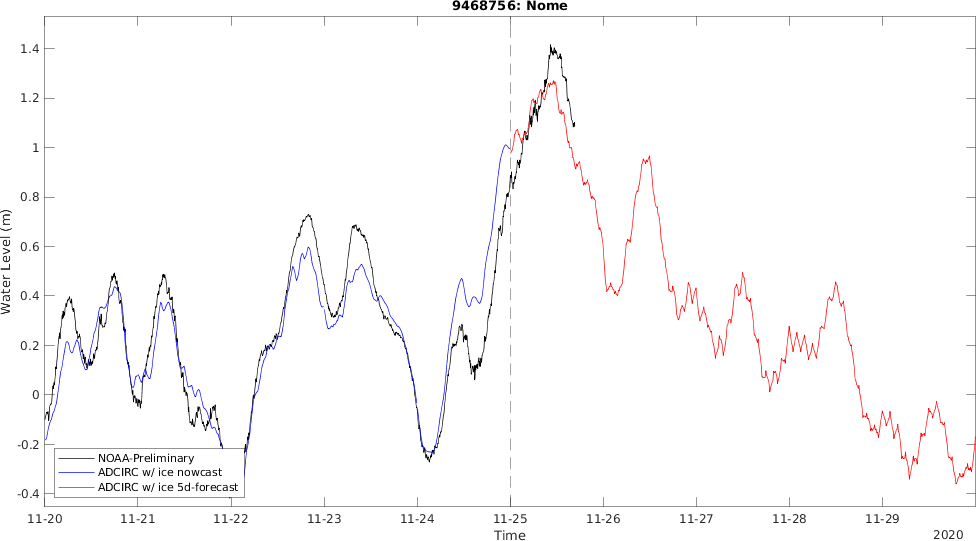 9468756: Nome
1.4
1.2
1
0.8
0.6
0.4
0.2
0
-0.2
-0.4
Water Level (m)
NOAA-Preliminary
ADCIRC w/ ice nowcast
ADCIRC w/ ice 5d-forecast
11-20 11-21 11-22 11-23 11-24 11-25 11-26 11-27 11-28 11-29
Time
2020